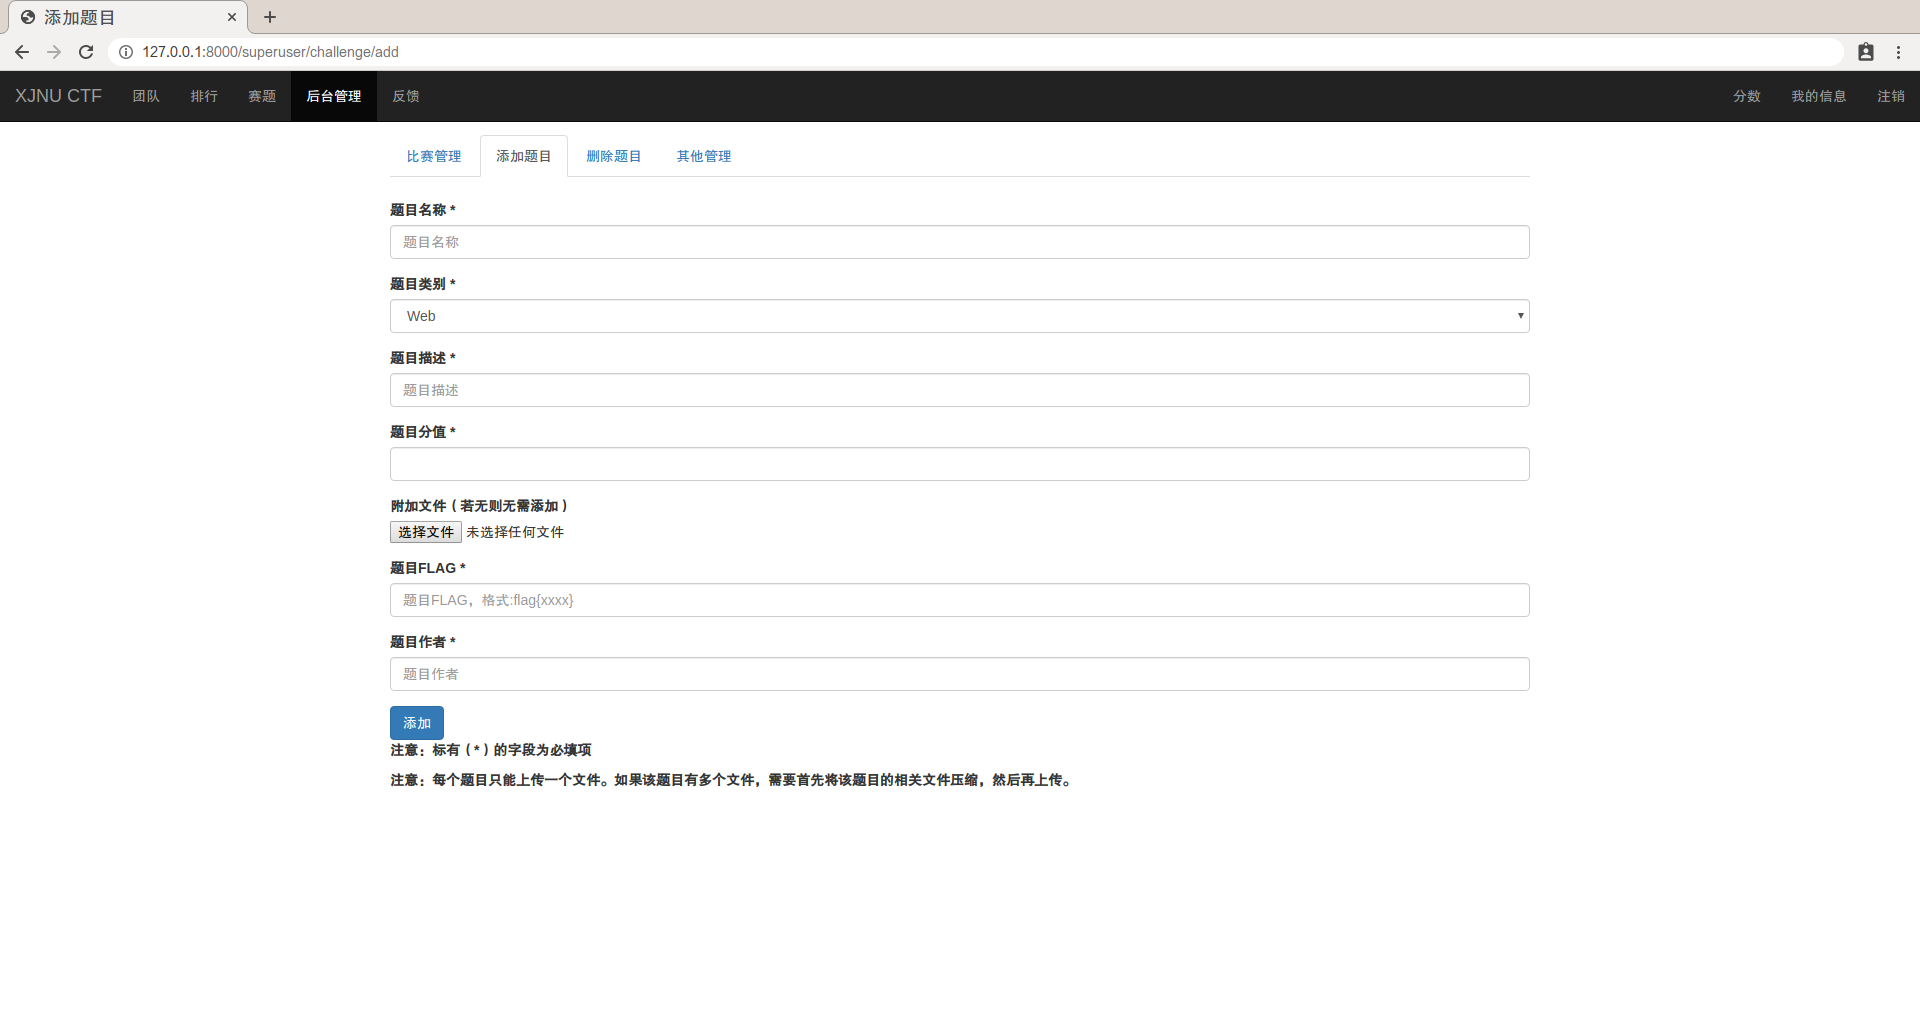 添加题目
127.0.0.1:8000/superuser/challenge/add
XJNU CTF 团队 排行 赛题 后台管理 反馈 分数 我的信息 注销
比赛管理 添加题目 删除题目 其他管理
题目名称 *
题目名称
题目类别 *
Web
题目描述 *
题目描述
题目分值 *
附加文件（若无则无需添加）
选择文件 未选择任何文件
题目FLAG *
题目FLAG，格式:flag{xxxx}
题目作者 *
题目作者
添加
注意：标有（*）的字段为必填项
注意：每个题目只能上传一个文件。如果该题目有多个文件，需要首先将该题目的相关文件压缩，然后再上传。